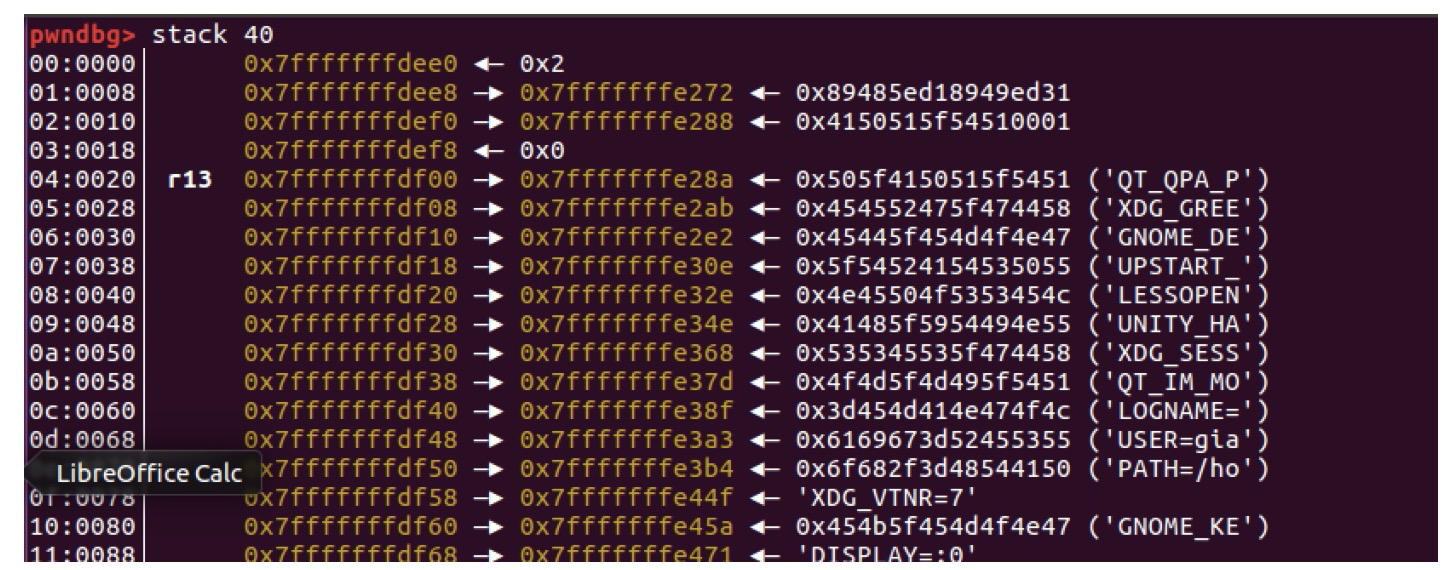 pwndbg> stack 40
00:0000│ 0x7fffffffdee0 ◂— 0x2
01:0008│ 0x7fffffffdee8 —▸ 0x7fffffffe272 ◂— 0x89485ed18949ed31
02:0010│ 0x7fffffffdef0 —▸ 0x7fffffffe288 ◂— 0x4150515f54510001
03:0018│ 0x7fffffffdef8 ◂— 0x0
04:0020│ r13 0x7fffffffdf00 —▸ 0x7fffffffe28a ◂— 0x505f4150515f5451 ('QT_QPA_P')
05:0028│ 0x7fffffffdf08 —▸ 0x7fffffffe2ab ◂— 0x454552475f474458 ('XDG_GREE')
06:0030│ 0x7fffffffdf10 —▸ 0x7fffffffe2e2 ◂— 0x45445f454d4f4e47 ('GNOME_DE')
07:0038│ 0x7fffffffdf18 —▸ 0x7fffffffe30e ◂— 0x5f54524154535055 ('UPSTART_')
08:0040│ 0x7fffffffdf20 —▸ 0x7fffffffe32e ◂— 0x4e45504f5353454c ('LESSOPEN')
09:0048│ 0x7fffffffdf28 —▸ 0x7fffffffe34e ◂— 0x41485f5954494e55 ('UNITY_HA')
0a:0050│ 0x7fffffffdf30 —▸ 0x7fffffffe368 ◂— 0x535345535f474458 ('XDG_SESS')
0b:0058│ 0x7fffffffdf38 —▸ 0x7fffffffe37d ◂— 0x4f4d5f4d495f5451 ('QT_IM_MO')
0c:0060│ 0x7fffffffdf40 —▸ 0x7fffffffe38f ◂— 0x3d454d414e474f4c ('LOGNAME=')
0d:0068│ 0x7fffffffdf48 —▸ 0x7fffffffe3a3 ◂— 0x6169673d52455355 ('USER=gia')
LibreOffice Calc x7fffffffdf50 —▸ 0x7fffffffe3b4 ◂— 0x6f682f3d48544150 ('PATH=/ho')
0f:0078│ 0x7fffffffdf58 —▸ 0x7fffffffe44f ◂— 'XDG_VTNR=7'
10:0080│ 0x7fffffffdf60 —▸ 0x7fffffffe45a ◂— 0x454b5f454d4f4e47 ('GNOME_KE')
11:0088│ 0x7fffffffdf68 —▸ 0x7fffffffe471 ◂— 'DISPLAY=:0'